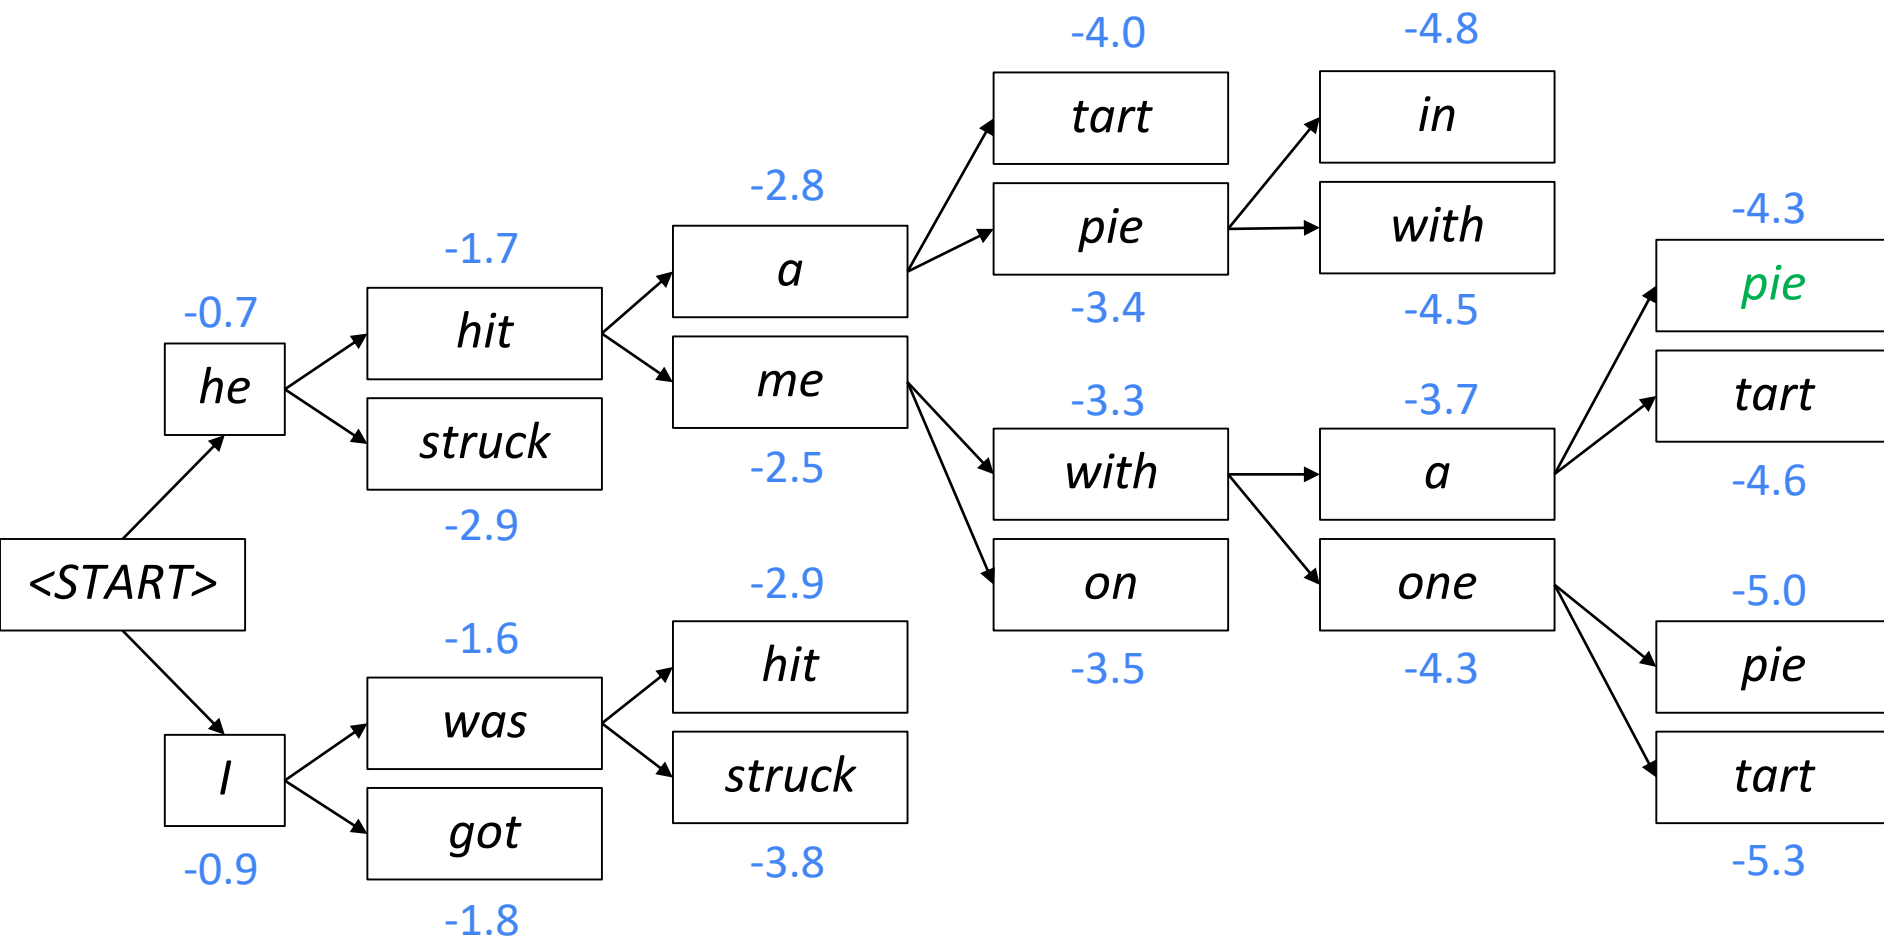 <START>
-0.7
he
I
-0.9
-1.7
hit
struck
-2.9
-1.6
was
got
-1.8
-2.8
a
me
-2.5
-2.9
hit
struck
-3.8
-4.0
tart
pie
-3.4
-3.3
with
on
-3.5
-4.8
in
with
-4.5
-3.7
a
one
-4.3
-4.3
pie
tart
-4.6
-5.0
pie
tart
-5.3